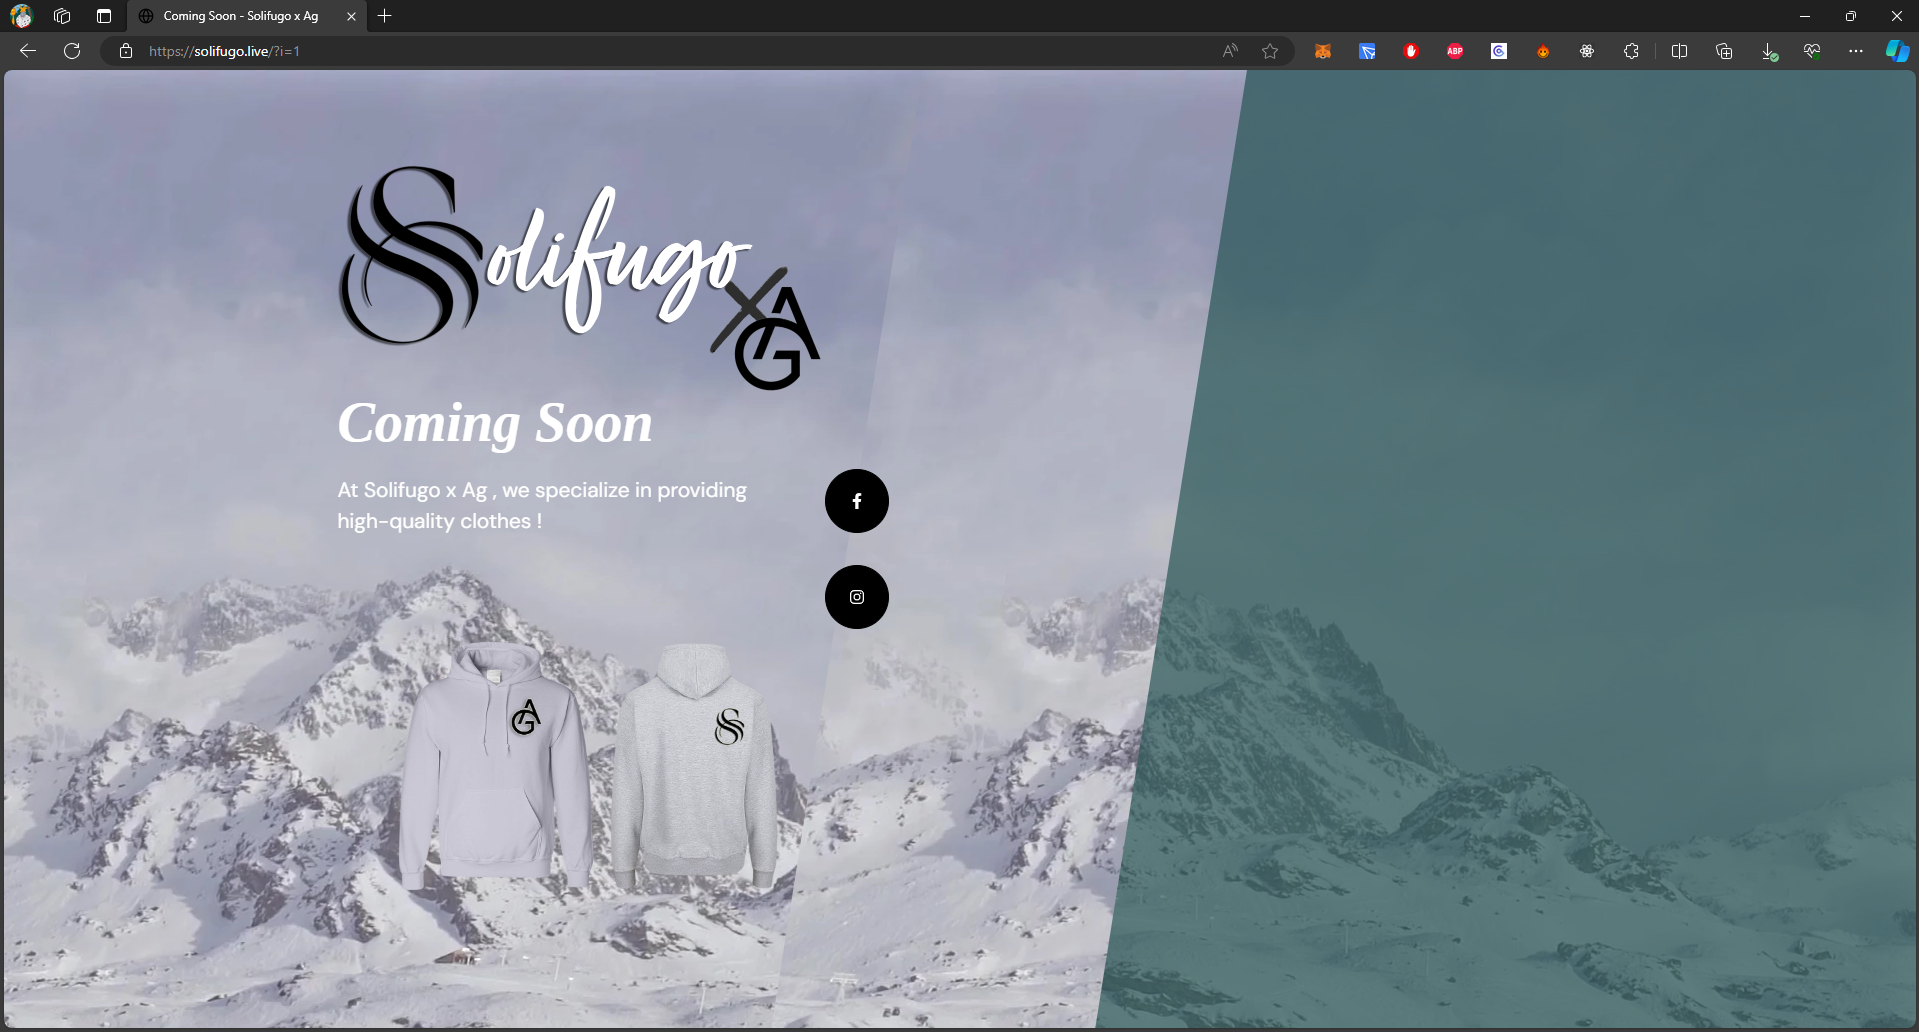 Coming Soon - Solifugo x Ag
https://solifugo.live/?i=1
ABP
Solifugo
x AG
Coming Soon
At Solifugo x Ag , we specialize in providing
high-quality clothes !
AG
S